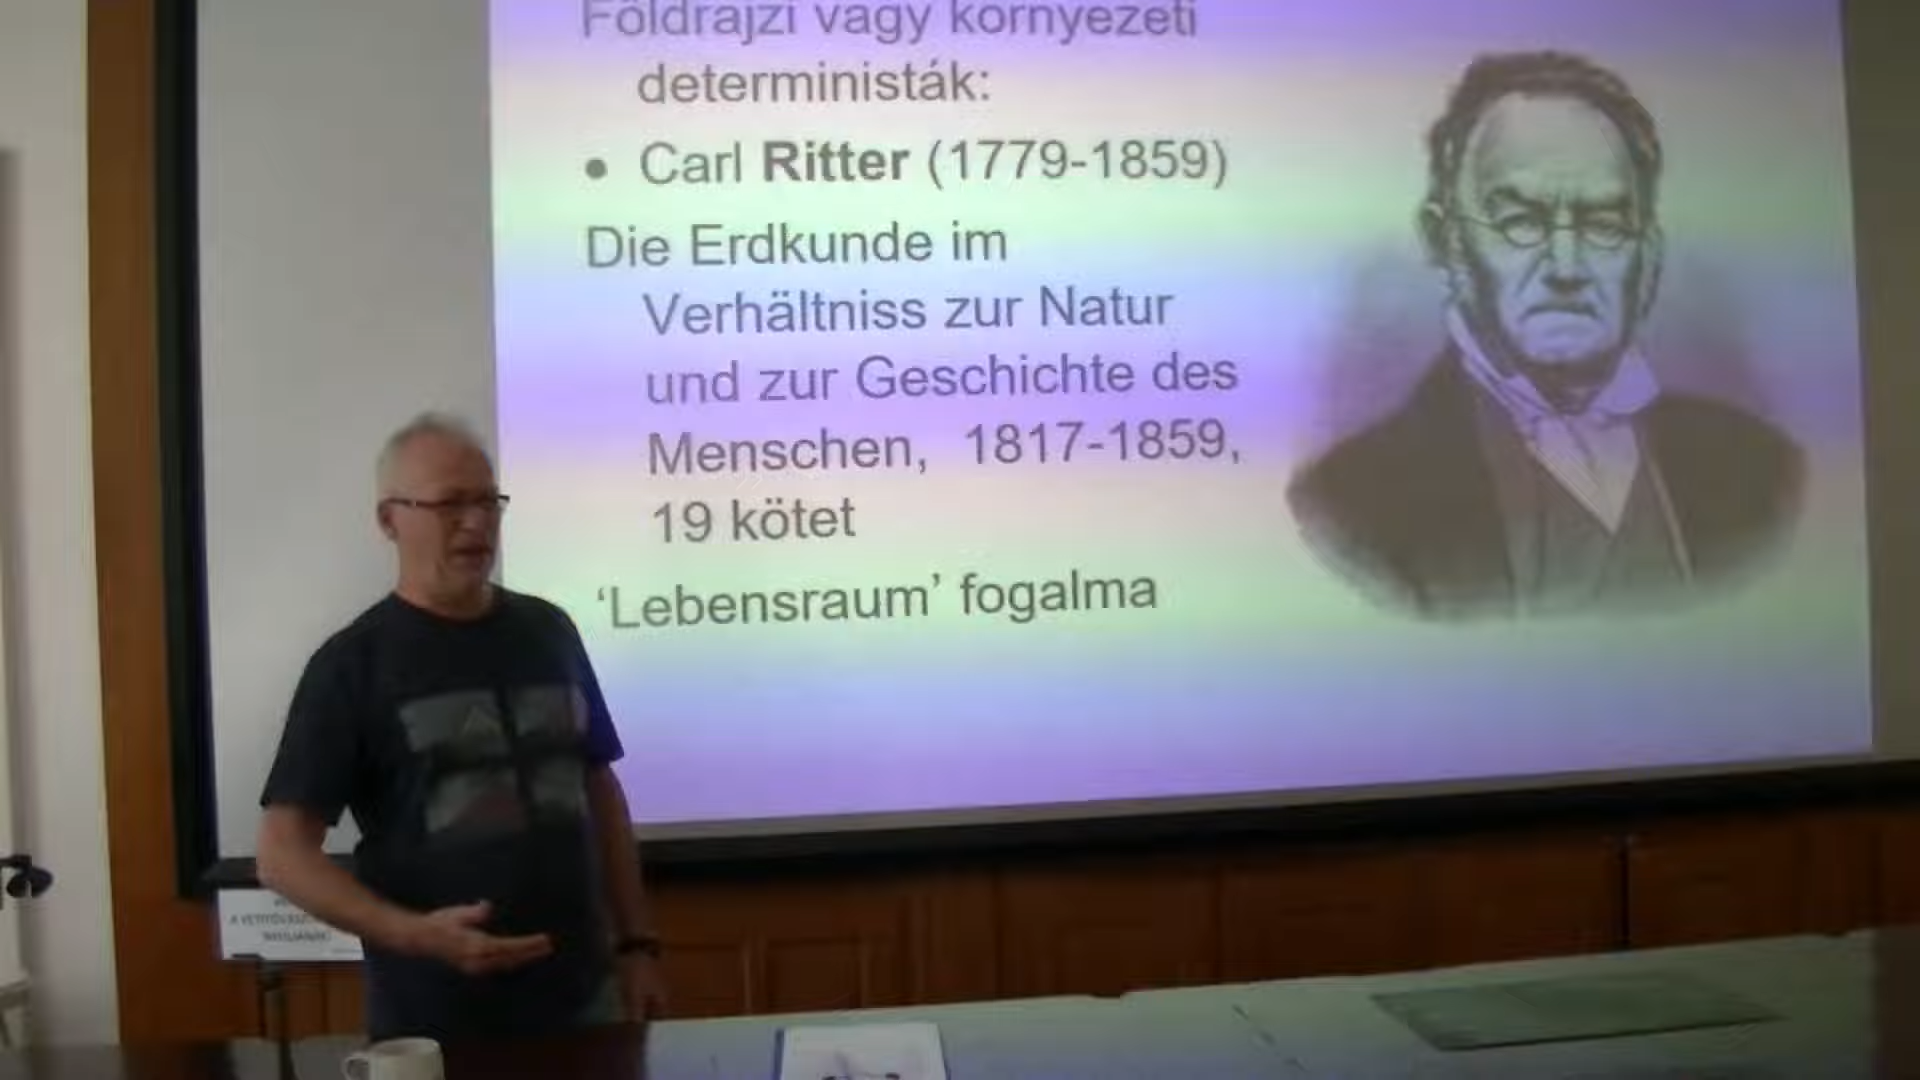 Földrajzi vagy környezeti
deterministák:
• Carl Ritter (1779-1859)
Die Erdkunde im
Verhältniss zur Natur
und zur Geschichte des
Menschen, 1817-1859,
19 kötet
‘Lebensraum’ fogalma